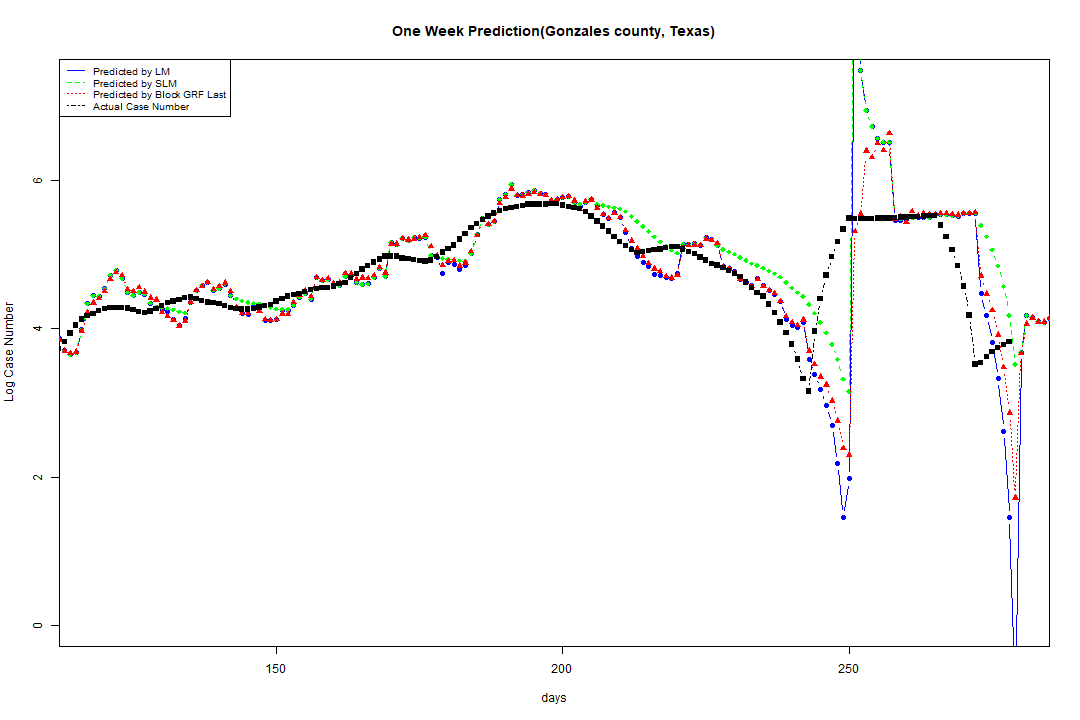 One Week Prediction(Gonzales county, Texas)
Predicted by LM
Predicted by SLM
Predicted by Block GRF Last
Actual Case Number
6
4
2
0
Log Case Number
150
200
250
days